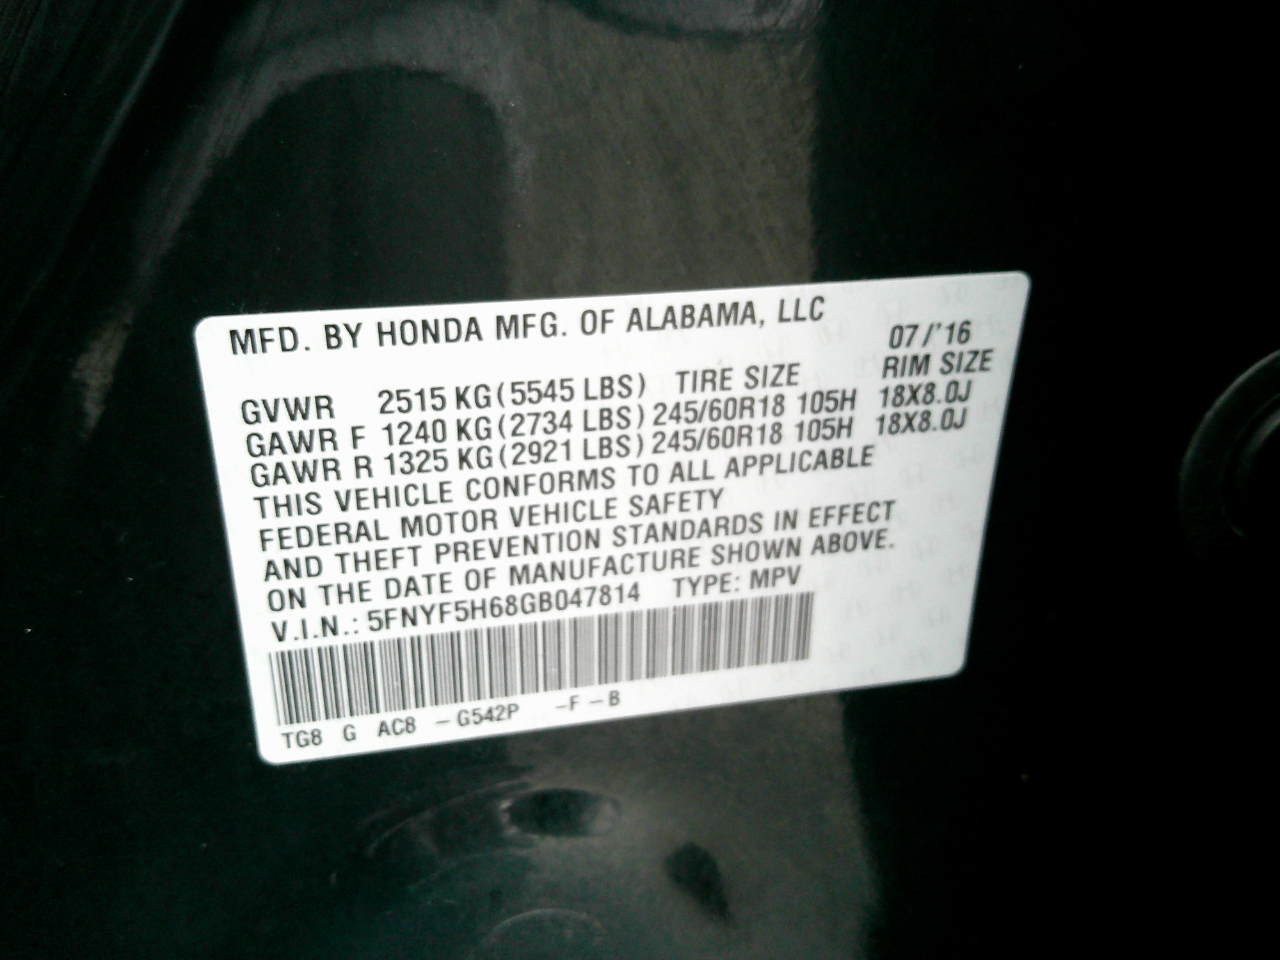 MFD. BY HONDA MFG. OF ALABAMA, LLC
07/'16
GVWR 2515 KG (5545 LBS) TIRE SIZE RIM SIZE
GAWR F 1240 KG (2734 LBS) 245/60R18 105H 18X8.0J
GAWR R 1325 KG (2921 LBS) 245/60R18 105H 18X8.0J
THIS VEHICLE CONFORMS TO ALL APPLICABLE
FEDERAL MOTOR VEHICLE SAFETY
AND THEFT PREVENTION STANDARDS IN EFFECT
ON THE DATE OF MANUFACTURE SHOWN ABOVE.
V.I.N.: 5FNYF5H68GB047814 TYPE: MPV
TG8 G AC8 -G542P -F-B